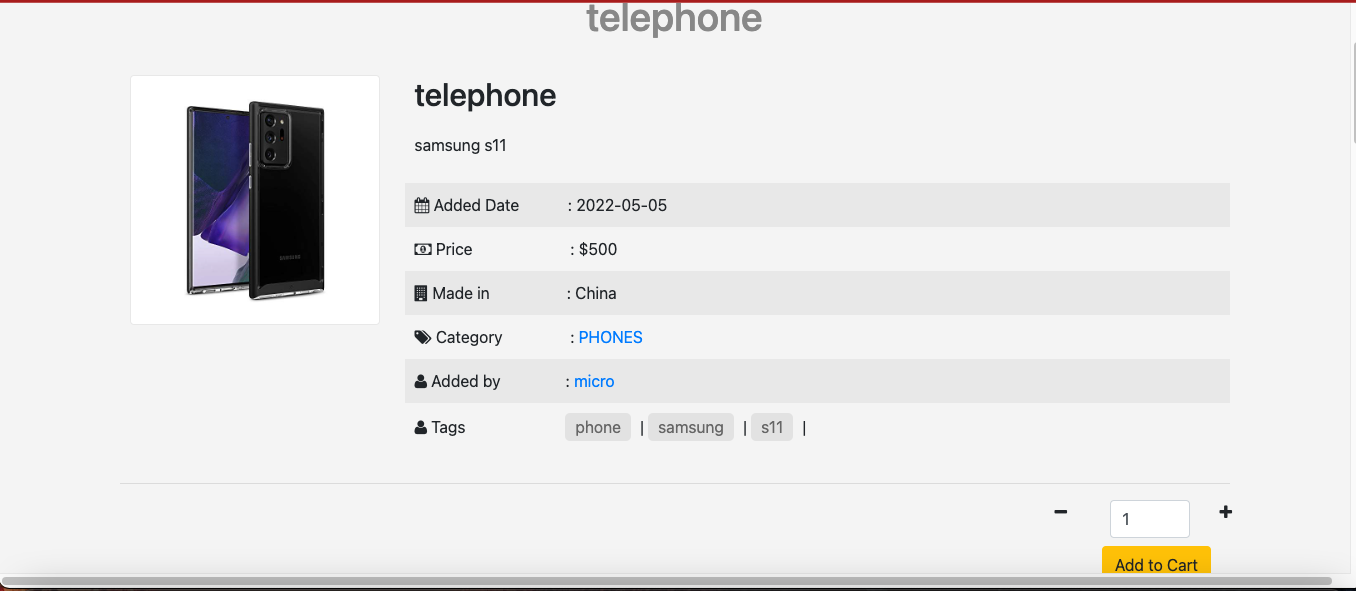 telephone
telephone
samsung s11
Added Date : 2022-05-05
Price : $500
Made in : China
Category : PHONES
Added by : micro
Tags phone | samsung | s11 |
1
Add to Cart
SAMSUNG